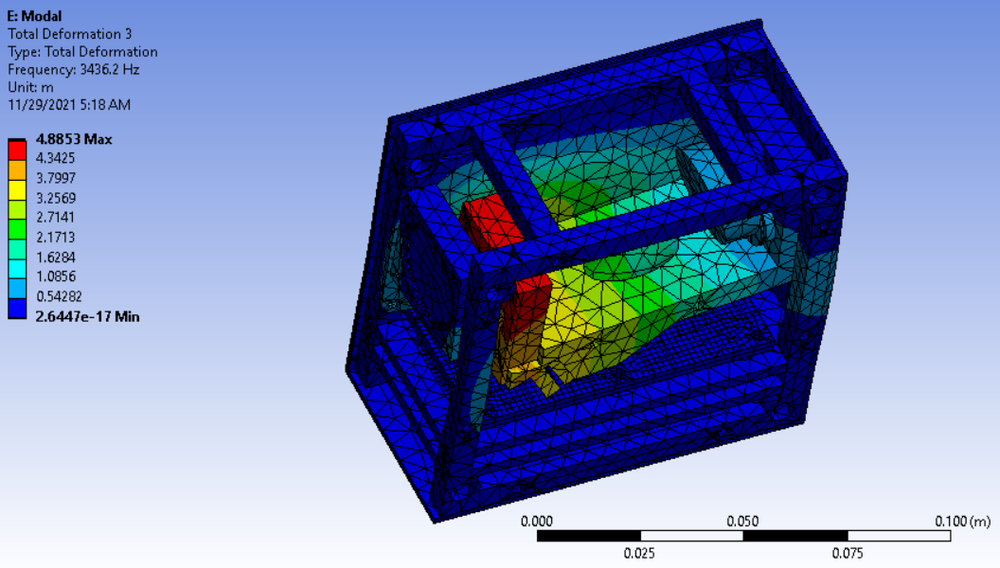 E: Modal
Total Deformation 3
Type: Total Deformation
Frequency: 3436.2 Hz
Unit: m
11/29/2021 5:18 AM
4.8853 Max
4.3425
3.7997
3.2569
2.7141
2.1713
1.6284
1.0856
0.54282
2.6447e-17 Min
0.000 0.050 0.100 (m)
0.025 0.075